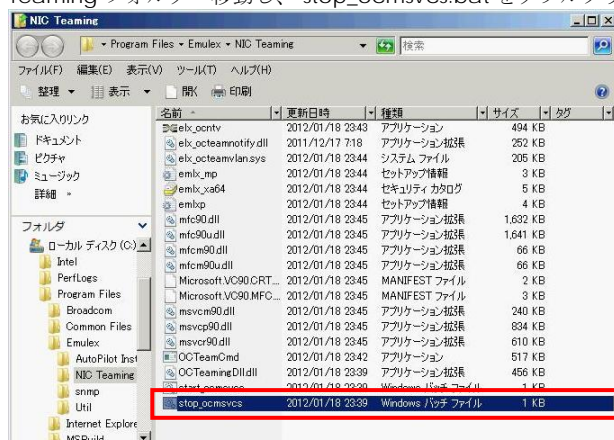 Teaming フォルダへ移動し、"stop_ocmsvcs.bat をダブルクリ
NIC Teaming
Program Files ▾ Emulex ▾ NIC Teaming
検索
ファイル(F) 編集(E) 表示(V) ツール(T) ヘルプ(H)
整理 表示 開く 印刷
お気に入りリンク
ドキュメント
ピクチャ
ミュージック
詳細 »
フォルダ
ローカル ディスク (C:)
Intel
PerfLogs
Program Files
Broadcom
Common Files
Emulex
AutoPilot Inst
NIC Teaming
snmp
Util
Internet Explore
MSBuild
名前 更新日時 種類 サイズ タグ
elx_ocntv 2012/01/18 23:43 アプリケーション 494 KB
elx_octeamnotify.dll 2011/12/17 7:18 アプリケーション拡張 252 KB
elx_octeamvlan.sys 2012/01/18 23:44 システム ファイル 205 KB
elxm_mp 2012/01/18 23:44 セットアップ情報 3 KB
elxm_xa64 2012/01/18 23:44 セキュリティ カタログ 5 KB
emlxp 2012/01/18 23:44 セットアップ情報 4 KB
mfc90.dll 2012/01/18 23:45 アプリケーション拡張 1,632 KB
mfc90u.dll 2012/01/18 23:45 アプリケーション拡張 1,641 KB
mfcm90.dll 2012/01/18 23:45 アプリケーション拡張 66 KB
mfcm90u.dll 2012/01/18 23:45 アプリケーション拡張 66 KB
Microsoft.VC90.CRT... 2012/01/18 23:45 MANIFEST ファイル 2 KB
Microsoft.VC90.MFC... 2012/01/18 23:45 MANIFEST ファイル 3 KB
msvcm90.dll 2012/01/18 23:45 アプリケーション拡張 240 KB
msvcp90.dll 2012/01/18 23:45 アプリケーション拡張 834 KB
msvcr90.dll 2012/01/18 23:45 アプリケーション拡張 610 KB
OCTeamCmd 2012/01/18 23:42 アプリケーション 517 KB
OCTeamingDll.dll 2012/01/18 23:39 アプリケーション拡張 456 KB
start_ocmsvcs 2012/01/18 23:39 Windows バッチ ファイル 1 KB
stop_ocmsvcs 2012/01/18 23:39 Windows バッチ ファイル 1 KB